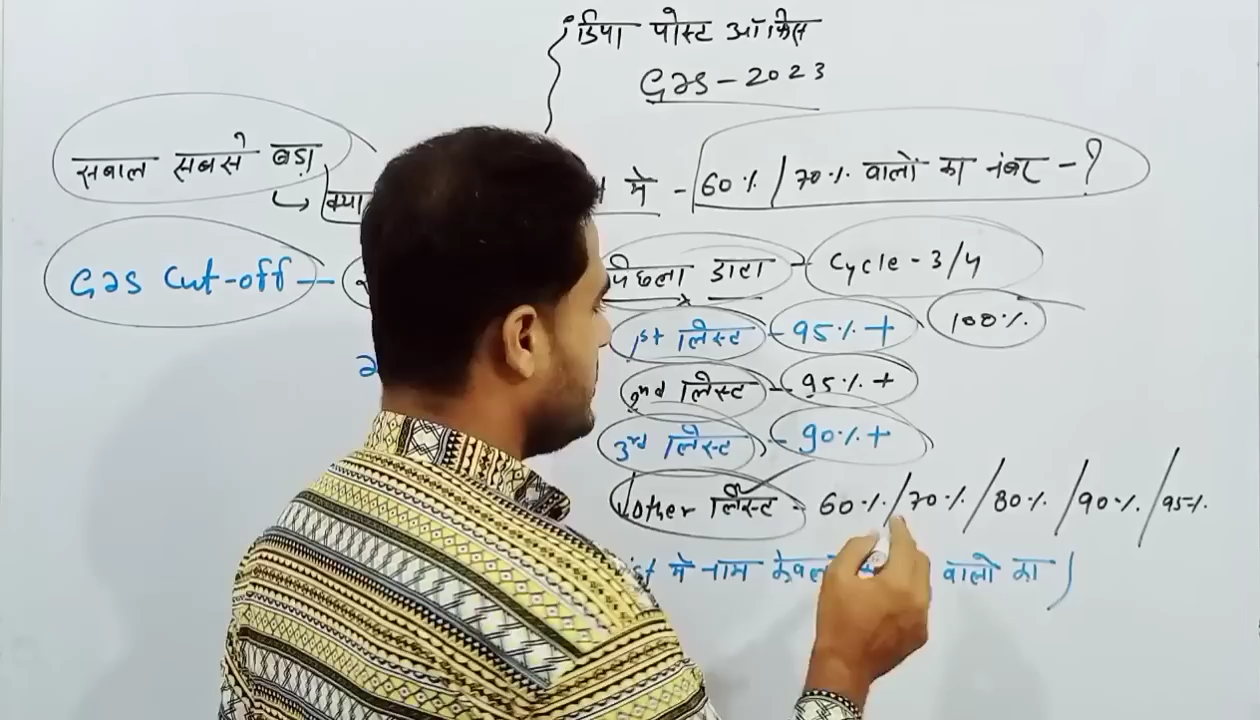 इंडिया पोस्ट ऑफिस
GDS - 2023
सवाल सबसे बड़ा
क्या में - 60% / 70% वालों का नंबर - ?
GDS Cut-off — पिछला डाटा - Cycle - 3/4
1st लिस्ट - 95% + 100%
2nd लिस्ट - 95% +
3rd लिस्ट - 90% +
other लिस्ट - 60% / 70% / 80% / 90% / 95%
में नाम केवल वालो का )